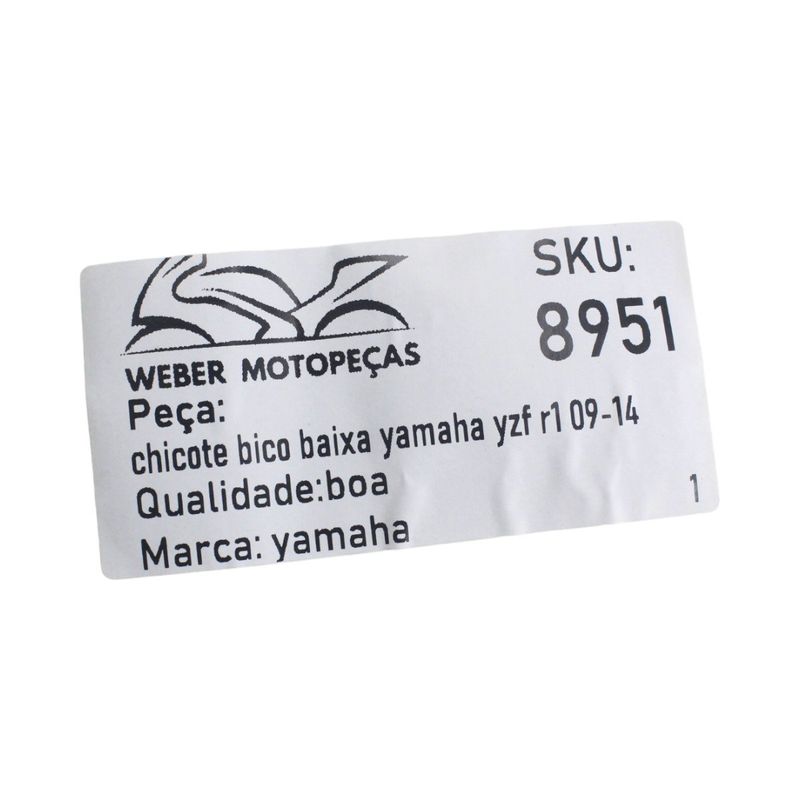 WEBER MOTOPEÇAS
SKU:
8951
Peça:
chicote bico baixa yamaha yzf r1 09-14
Qualidade:boa
Marca: yamaha
1